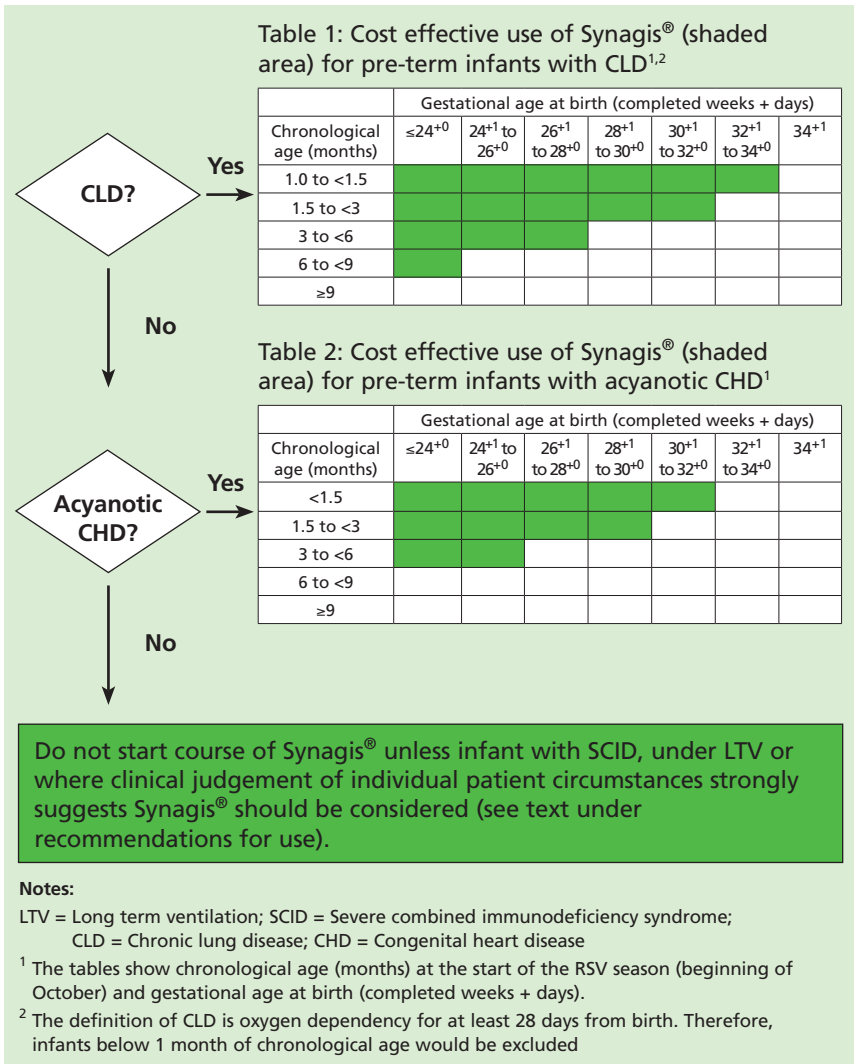 Table 1: Cost effective use of Synagis® (shaded
area) for pre-term infants with CLD¹,²
Gestational age at birth (completed weeks + days)
Chronological age (months) ≤24⁺⁰ 24⁺¹ to 26⁺⁰ 26⁺¹ to 28⁺⁰ 28⁺¹ to 30⁺⁰ 30⁺¹ to 32⁺⁰ 32⁺¹ to 34⁺⁰ 34⁺¹
CLD?
Yes
1.0 to <1.5
1.5 to <3
3 to <6
6 to <9
≥9
No
Table 2: Cost effective use of Synagis® (shaded
area) for pre-term infants with acyanotic CHD¹
Gestational age at birth (completed weeks + days)
Chronological age (months) ≤24⁺⁰ 24⁺¹ to 26⁺⁰ 26⁺¹ to 28⁺⁰ 28⁺¹ to 30⁺⁰ 30⁺¹ to 32⁺⁰ 32⁺¹ to 34⁺⁰ 34⁺¹
Acyanotic
CHD?
Yes
<1.5
1.5 to <3
3 to <6
6 to <9
≥9
No
Do not start course of Synagis® unless infant with SCID, under LTV or
where clinical judgement of individual patient circumstances strongly
suggests Synagis® should be considered (see text under
recommendations for use).
Notes:
LTV = Long term ventilation; SCID = Severe combined immunodeficiency syndrome;
CLD = Chronic lung disease; CHD = Congenital heart disease
¹ The tables show chronological age (months) at the start of the RSV season (beginning of
October) and gestational age at birth (completed weeks + days).
² The definition of CLD is oxygen dependency for at least 28 days from birth. Therefore,
infants below 1 month of chronological age would be excluded